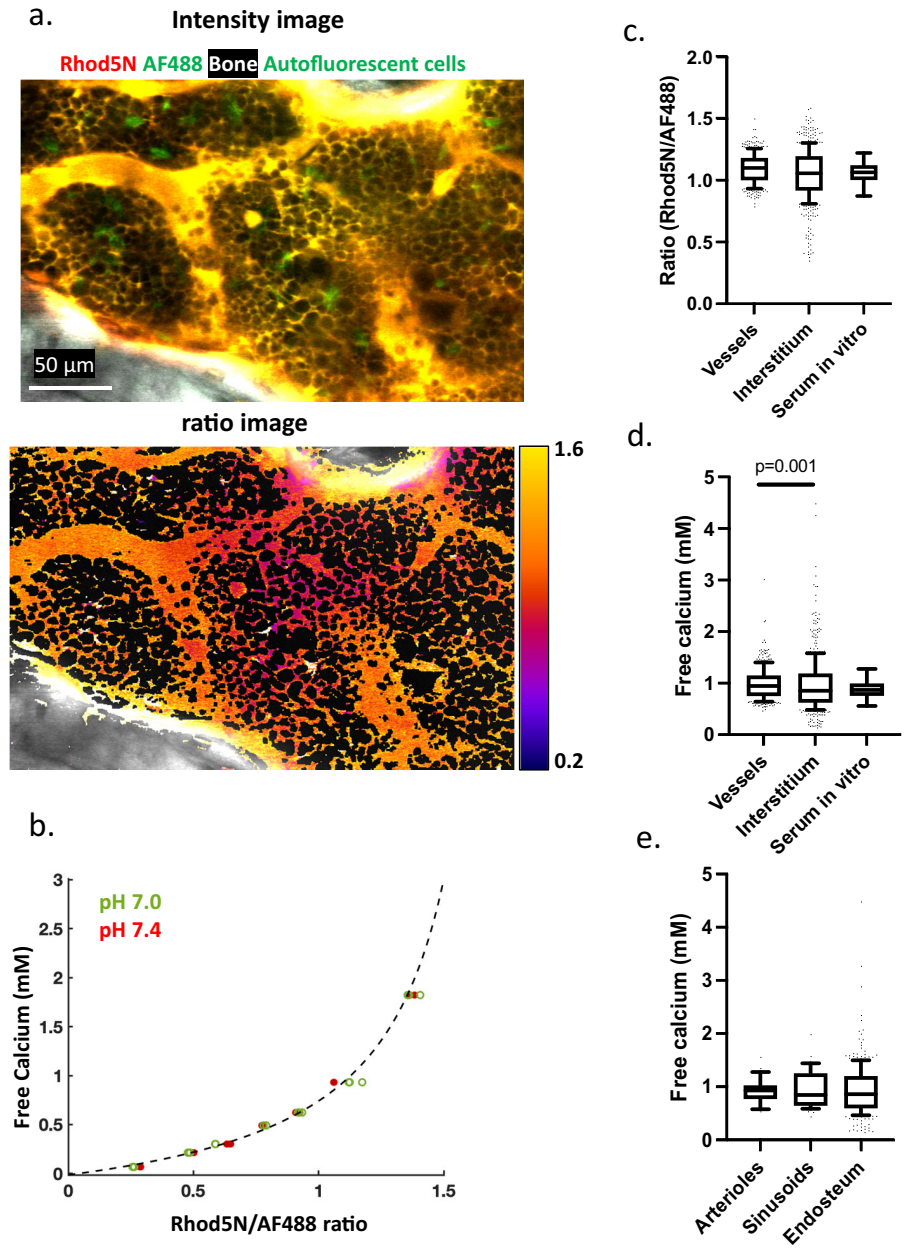 a.
Intensity image
Rhod5N AF488 Bone Autofluorescent cells
50 µm
ratio image
1.6
0.2
b.
3
2.5
2
1.5
1
0.5
0
0
0.5
1
1.5
pH 7.0
pH 7.4
Free Calcium (mM)
Rhod5N/AF488 ratio
c.
2.0
1.5
1.0
0.5
0.0
Ratio (Rhod5N/AF488)
Vessels
Interstitium
Serum in vitro
d.
p=0.001
5
4
3
2
1
0
Free calcium (mM)
Vessels
Interstitium
Serum in vitro
e.
5
4
3
2
1
0
Free calcium (mM)
Arterioles
Sinusoids
Endosteum